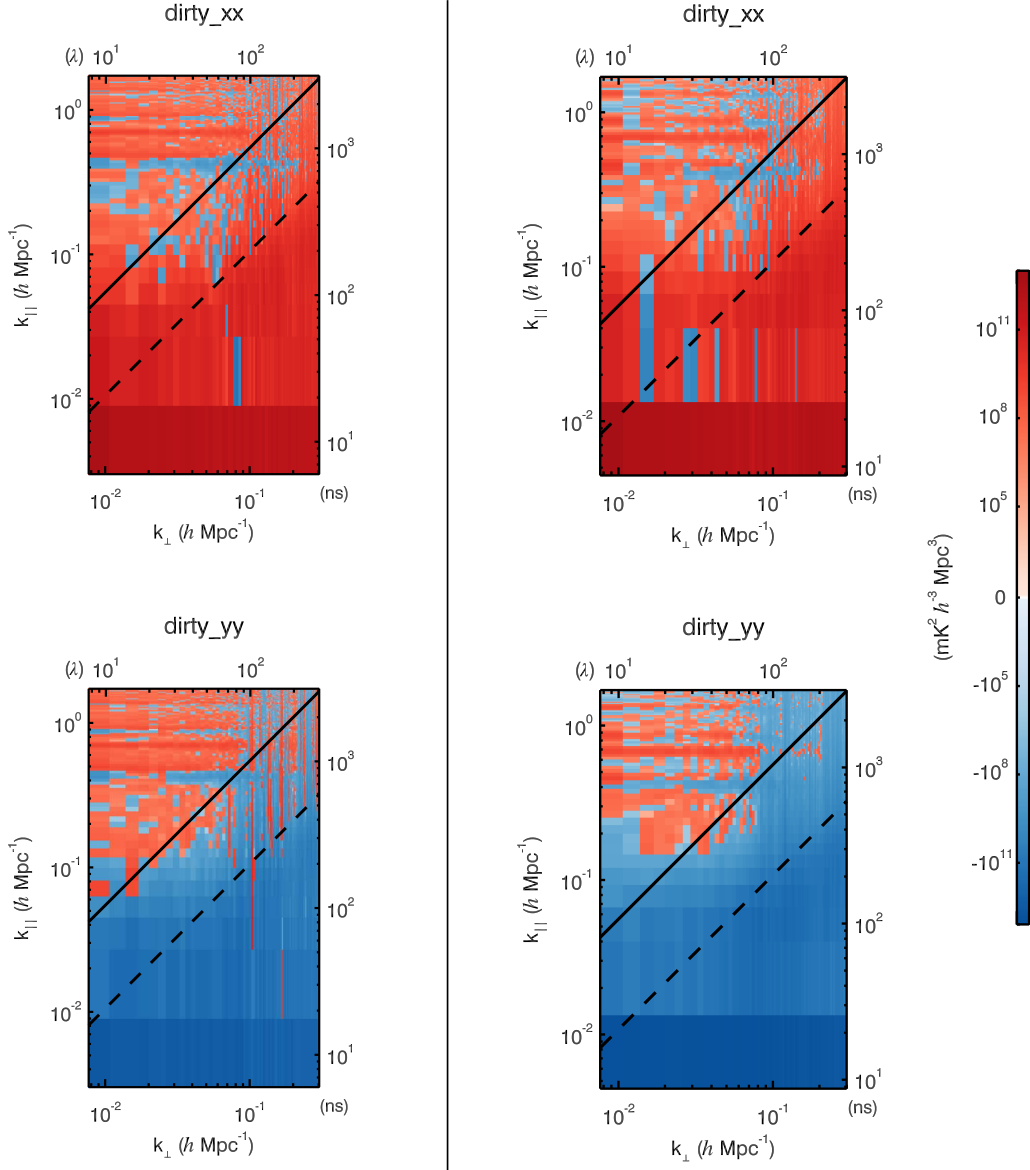 dirty_xx
(λ) 10¹ 10²
10⁰
10⁻¹
10⁻²
k|| (h Mpc⁻¹)
10³
10²
10¹
10⁻² 10⁻¹ (ns)
k⊥ (h Mpc⁻¹)
dirty_xx
(λ) 10¹ 10²
10⁰
10⁻¹
10⁻²
k|| (h Mpc⁻¹)
10³
10²
10¹
10⁻² 10⁻¹ (ns)
k⊥ (h Mpc⁻¹)
dirty_yy
(λ) 10¹ 10²
10⁰
10⁻¹
10⁻²
k|| (h Mpc⁻¹)
10³
10²
10¹
10⁻² 10⁻¹ (ns)
k⊥ (h Mpc⁻¹)
dirty_yy
(λ) 10¹ 10²
10⁰
10⁻¹
10⁻²
k|| (h Mpc⁻¹)
10³
10²
10¹
10⁻² 10⁻¹ (ns)
k⊥ (h Mpc⁻¹)
10¹¹
10⁸
10⁵
0
-10⁵
-10⁸
-10¹¹
(mK² h⁻³ Mpc³)